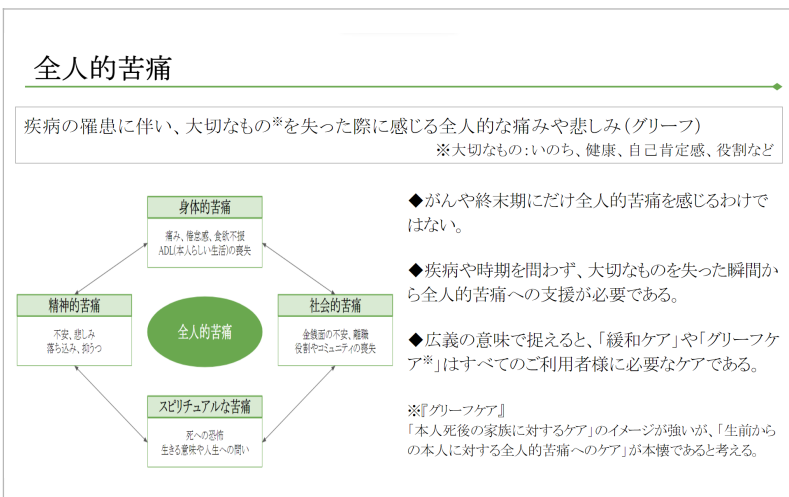 全人的苦痛
疾病の罹患に伴い、大切なもの※を失った際に感じる全人的な痛みや悲しみ（グリーフ）
※大切なもの：いのち、健康、自己肯定感、役割など
身体的苦痛
痛み、倦怠感、食欲不振
ADL(本人らしい生活)の喪失
精神的苦痛
不安、悲しみ
落ち込み、抑うつ
全人的苦痛
社会的苦痛
金銭面の不安、離職
役割やコミュニティの喪失
スピリチュアルな苦痛
死への恐怖
生きる意味や人生への問い
◆がんや終末期にだけ全人的苦痛を感じるわけで
はない。
◆疾病や時期を問わず、大切なものを失った瞬間か
ら全人的苦痛への支援が必要である。
◆広義の意味で捉えると、「緩和ケア」や「グリーフケ
ア※」はすべてのご利用者様に必要なケアである。
※『グリーフケア』
「本人死後の家族に対するケア」のイメージが強いが、「生前から
の本人に対する全人的苦痛へのケア」が本懐であると考える。